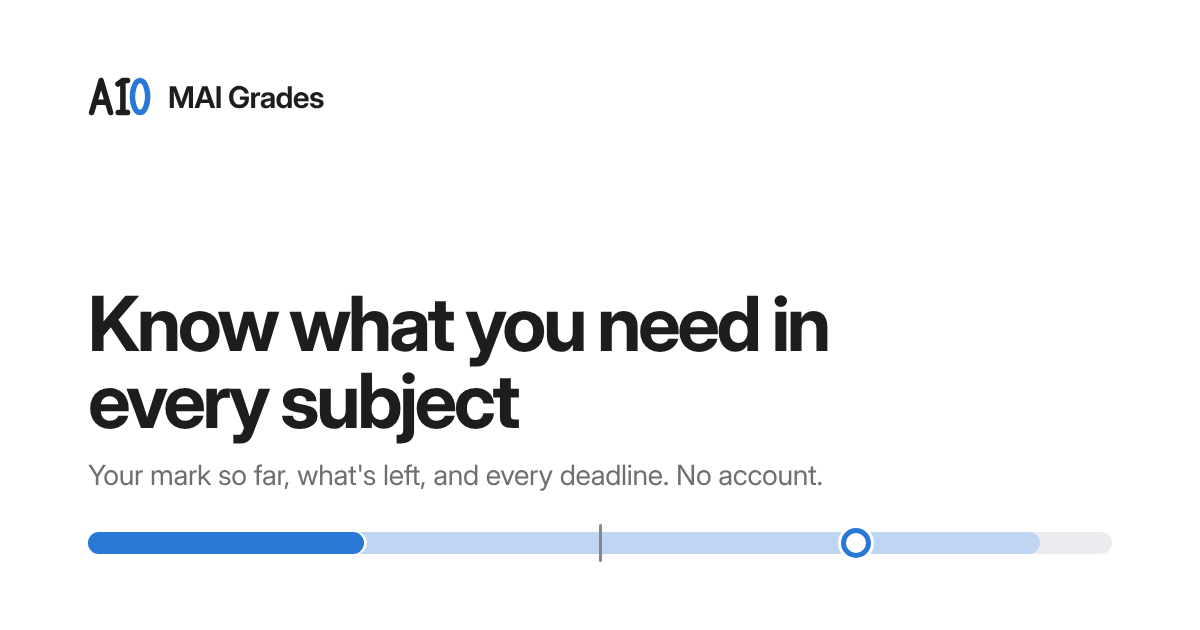 AI0 MAI Grades
Know what you need in
every subject
Your mark so far, what's left, and every deadline. No account.